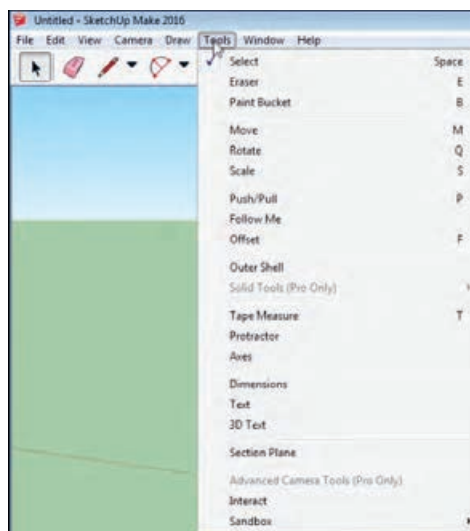 Untitled - SketchUp Make 2016
File Edit View Camera Draw Tools Window Help
Select Space
Eraser E
Paint Bucket B
Move M
Rotate Q
Scale S
Push/Pull P
Follow Me
Offset F
Outer Shell
Solid Tools (Pro Only)
Tape Measure T
Protractor
Axes
Dimensions
Text
3D Text
Section Plane
Advanced Camera Tools (Pro Only)
Interact
Sandbox